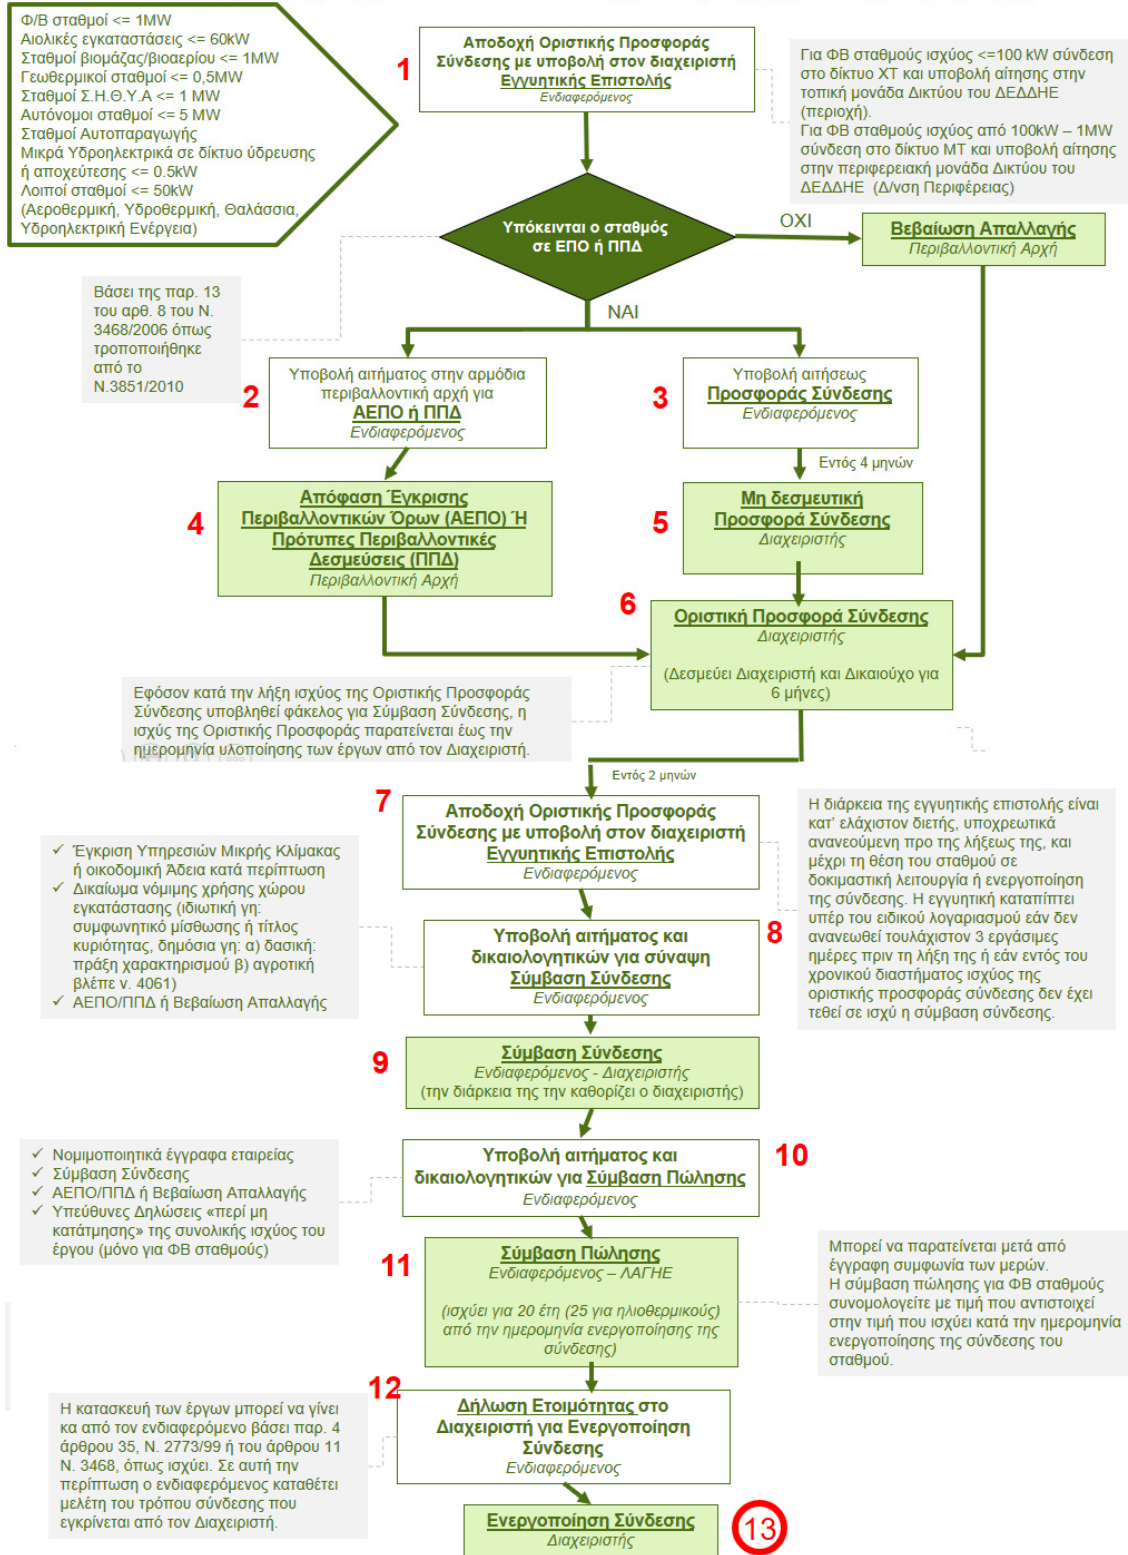 Φ/Β σταθμοί <= 1MW
Αιολικές εγκαταστάσεις <= 60kW
Σταθμοί βιομάζας/βιοαερίου <= 1MW
Γεωθερμικοί σταθμοί <= 0,5MW
Σταθμοί Σ.Η.Θ.Υ.Α <= 1 MW
Αυτόνομοι σταθμοί <= 5 MW
Σταθμοί Αυτοπαραγωγής
Μικρά Υδροηλεκτρικά σε δίκτυο ύδρευσης
ή αποχεύτεσης <= 0.5kW
Λοιποί σταθμοί <= 50kW
(Αεροθερμική, Υδροθερμική, Θαλάσσια,
Υδροηλεκτρική Ενέργεια)
1
Αποδοχή Οριστικής Προσφοράς
Σύνδεσης με υποβολή στον διαχειριστή
Εγγυητικής Επιστολής
Ενδιαφερόμενος
Για ΦΒ σταθμούς ισχύος <=100 kW σύνδεση
στο δίκτυο ΧΤ και υποβολή αίτησης στην
τοπική μονάδα Δικτύου του ΔΕΔΔΗΕ
(περιοχή).
Για ΦΒ σταθμούς ισχύος από 100kW – 1MW
σύνδεση στο δίκτυο ΜΤ και υποβολή αίτησης
στην περιφερειακή μονάδα Δικτύου του
ΔΕΔΔΗΕ (Δ/νση Περιφέρειας)
Υπόκεινται ο σταθμός
σε ΕΠΟ ή ΠΠΔ
ΟΧΙ
Βεβαίωση Απαλλαγής
Περιβαλλοντική Αρχή
ΝΑΙ
Βάσει της παρ. 13
του αρθ. 8 του Ν.
3468/2006 όπως
τροποποιήθηκε
από το
Ν.3851/2010
2
Υποβολή αιτήματος στην αρμόδια
περιβαλλοντική αρχή για
ΑΕΠΟ ή ΠΠΔ
Ενδιαφερόμενος
3
Υποβολή αιτήσεως
Προσφοράς Σύνδεσης
Ενδιαφερόμενος
Εντός 4 μηνών
4
Απόφαση Έγκρισης
Περιβαλλοντικών Όρων (ΑΕΠΟ) Ή
Πρότυπες Περιβαλλοντικές
Δεσμεύσεις (ΠΠΔ)
Περιβαλλοντική Αρχή
5
Μη δεσμευτική
Προσφορά Σύνδεσης
Διαχειριστής
6
Οριστική Προσφορά Σύνδεσης
Διαχειριστής
(Δεσμεύει Διαχειριστή και Δικαιούχο για
6 μήνες)
Εφόσον κατά την λήξη ισχύος της Οριστικής Προσφοράς
Σύνδεσης υποβληθεί φάκελος για Σύμβαση Σύνδεσης, η
ισχύς της Οριστικής Προσφοράς παρατείνεται έως την
ημερομηνία υλοποίησης των έργων από τον Διαχειριστή.
Εντός 2 μηνών
7
Αποδοχή Οριστικής Προσφοράς
Σύνδεσης με υποβολή στον διαχειριστή
Εγγυητικής Επιστολής
Ενδιαφερόμενος
Η διάρκεια της εγγυητικής επιστολής είναι
κατ' ελάχιστον διετής, υποχρεωτικά
ανανεούμενη προ της λήξεως της, και
μέχρι τη θέση του σταθμού σε
δοκιμαστική λειτουργία ή ενεργοποίηση
της σύνδεσης. Η εγγυητική καταπίπτει
υπέρ του ειδικού λογαριασμού εάν δεν
ανανεωθεί τουλάχιστον 3 εργάσιμες
ημέρες πριν τη λήξη της ή εάν εντός του
χρονικού διαστήματος ισχύος της
οριστικής προσφοράς σύνδεσης δεν έχει
τεθεί σε ισχύ η σύμβαση σύνδεσης.
✓ Έγκριση Υπηρεσιών Μικρής Κλίμακας
ή οικοδομική Άδεια κατά περίπτωση
✓ Δικαίωμα νόμιμης χρήσης χώρου
εγκατάστασης (ιδιωτική γη:
συμφωνητικό μίσθωσης ή τίτλος
κυριότητας, δημόσια γη: α) δασική:
πράξη χαρακτηρισμού β) αγροτική
βλέπε ν. 4061)
✓ ΑΕΠΟ/ΠΠΔ ή Βεβαίωση Απαλλαγής
8
Υποβολή αιτήματος και
δικαιολογητικών για σύναψη
Σύμβαση Σύνδεσης
Ενδιαφερόμενος
9
Σύμβαση Σύνδεσης
Ενδιαφερόμενος - Διαχειριστής
(την διάρκεια της την καθορίζει ο διαχειριστής)
10
Υποβολή αιτήματος και
δικαιολογητικών για Σύμβαση Πώλησης
Ενδιαφερόμενος
✓ Νομιμοποιητικά έγγραφα εταιρείας
✓ Σύμβαση Σύνδεσης
✓ ΑΕΠΟ/ΠΠΔ ή Βεβαίωση Απαλλαγής
✓ Υπεύθυνες Δηλώσεις «περί μη
κατάτμησης» της συνολικής ισχύος του
έργου (μόνο για ΦΒ σταθμούς)
11
Σύμβαση Πώλησης
Ενδιαφερόμενος – ΛΑΓΗΕ
(ισχύει για 20 έτη (25 για ηλιοθερμικούς)
από την ημερομηνία ενεργοποίησης της
σύνδεσης)
Μπορεί να παρατείνεται μετά από
έγγραφη συμφωνία των μερών.
Η σύμβαση πώλησης για ΦΒ σταθμούς
συνομολογείτε με τιμή που αντιστοιχεί
στην τιμή που ισχύει κατά την ημερομηνία
ενεργοποίησης της σύνδεσης του
σταθμού.
12
Δήλωση Ετοιμότητας στο
Διαχειριστή για Ενεργοποίηση
Σύνδεσης
Ενδιαφερόμενος
Η κατασκευή των έργων μπορεί να γίνει
κα από τον ενδιαφερόμενο βάσει παρ. 4
άρθρου 35, Ν. 2773/99 ή του άρθρου 11
Ν. 3468, όπως ισχύει. Σε αυτή την
περίπτωση ο ενδιαφερόμενος καταθέτει
μελέτη του τρόπου σύνδεσης που
εγκρίνεται από τον Διαχειριστή.
Ενεργοποίηση Σύνδεσης
Διαχειριστής
13